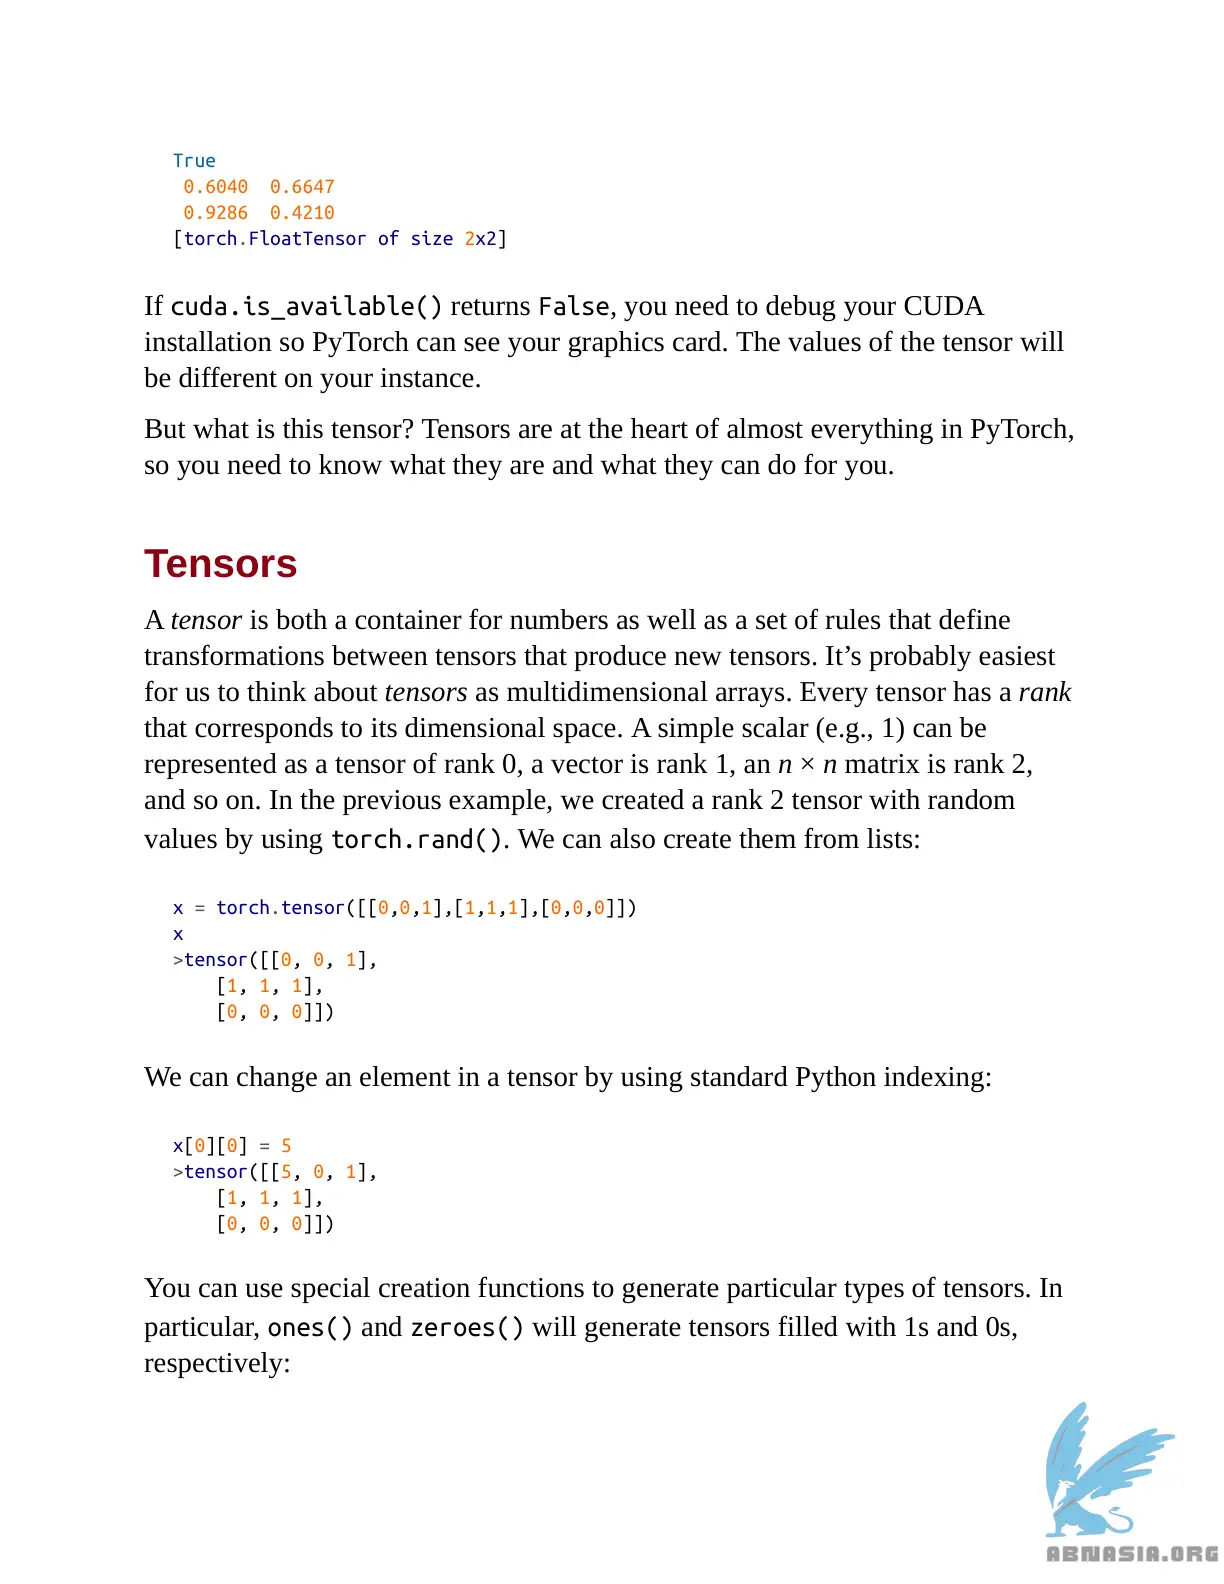 True
 0.6040  0.6647
 0.9286  0.4210
[torch.FloatTensor of size 2x2]
If cuda.is_available() returns False, you need to debug your CUDA
installation so PyTorch can see your graphics card. The values of the tensor will
be different on your instance.
But what is this tensor? Tensors are at the heart of almost everything in PyTorch,
so you need to know what they are and what they can do for you.
Tensors
A tensor is both a container for numbers as well as a set of rules that define
transformations between tensors that produce new tensors. It’s probably easiest
for us to think about tensors as multidimensional arrays. Every tensor has a rank
that corresponds to its dimensional space. A simple scalar (e.g., 1) can be
represented as a tensor of rank 0, a vector is rank 1, an n × n matrix is rank 2,
and so on. In the previous example, we created a rank 2 tensor with random
values by using torch.rand(). We can also create them from lists:
x = torch.tensor([[0,0,1],[1,1,1],[0,0,0]])
x
>tensor([[0, 0, 1],
    [1, 1, 1],
    [0, 0, 0]])
We can change an element in a tensor by using standard Python indexing:
x[0][0] = 5
>tensor([[5, 0, 1],
    [1, 1, 1],
    [0, 0, 0]])
You can use special creation functions to generate particular types of tensors. In
particular, ones() and zeroes() will generate tensors filled with 1s and 0s,
respectively:
ABNASIA.ORG